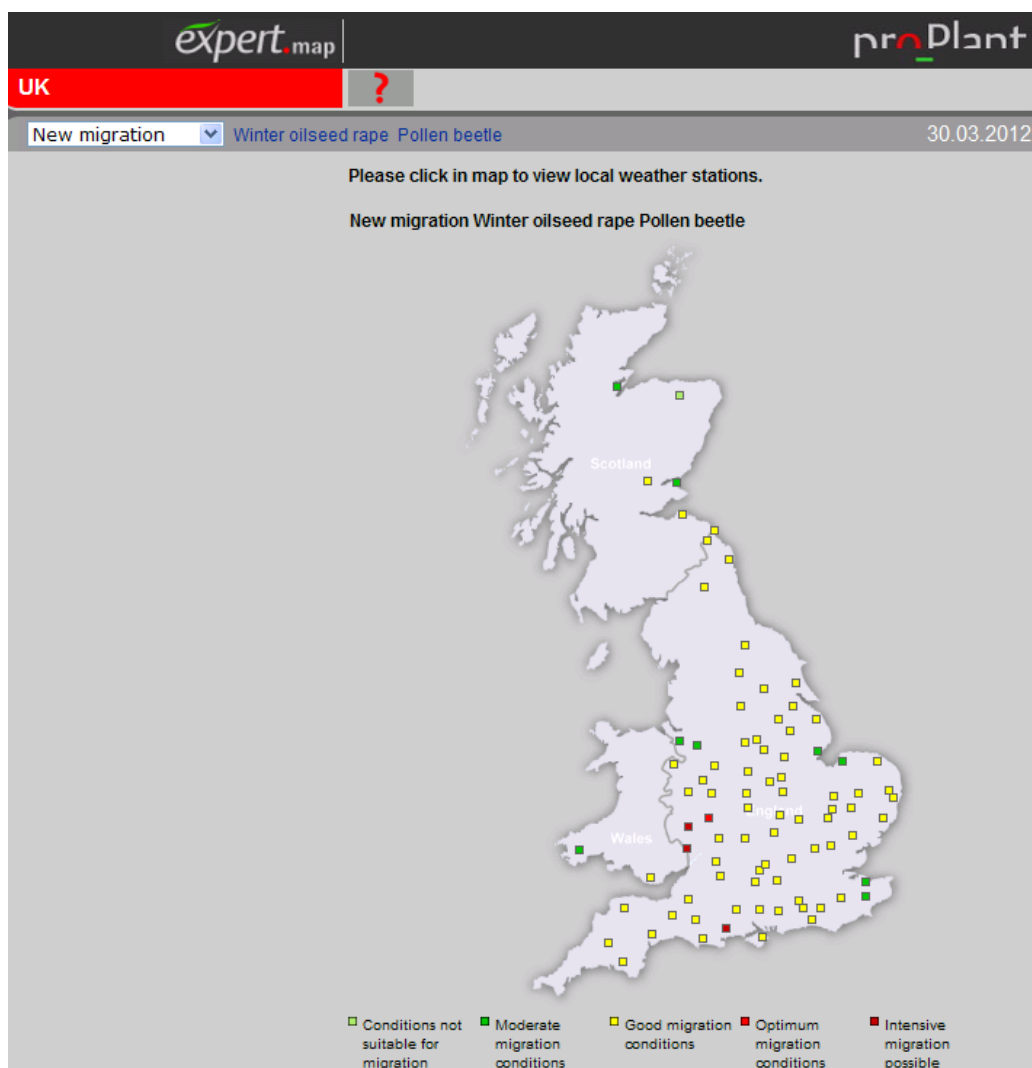 expert.map
proPlant
UK
?
New migration Winter oilseed rape Pollen beetle 30.03.2012
Please click in map to view local weather stations.
New migration Winter oilseed rape Pollen beetle
Scotland
England
Wales
Conditions not
suitable for
migration
Moderate
migration
conditions
Good migration
conditions
Optimum
migration
conditions
Intensive
migration
possible